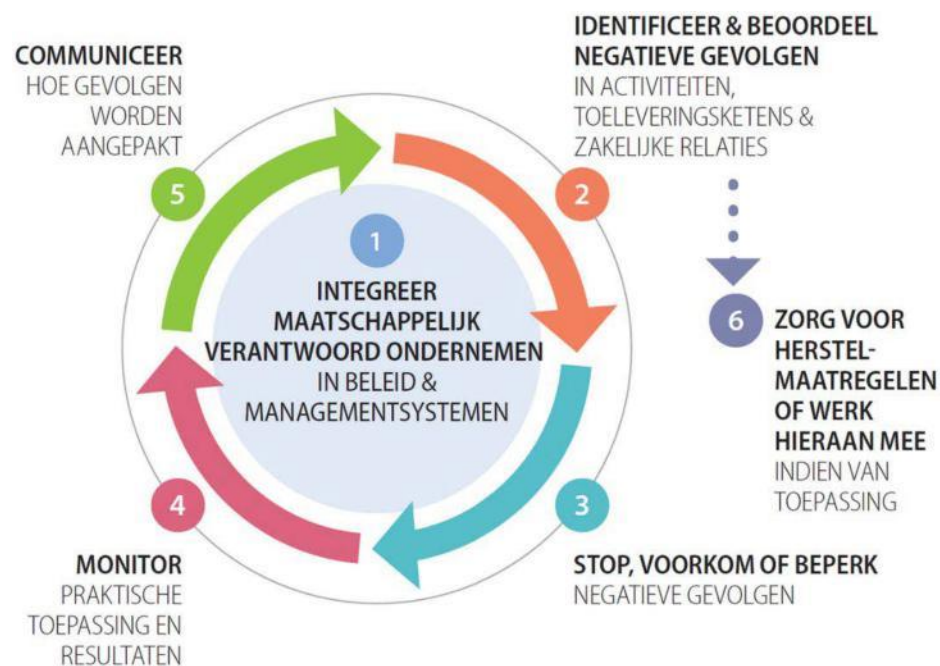 1
INTEGREER
MAATSCHAPPELIJK
VERANTWOORD ONDERNEMEN
IN BELEID &
MANAGEMENTSYSTEMEN
IDENTIFICEER & BEOORDEEL
NEGATIEVE GEVOLGEN
IN ACTIVITEITEN,
TOELEVERINGSKETENS &
ZAKELIJKE RELATIES
2
3
STOP, VOORKOM OF BEPERK
NEGATIEVE GEVOLGEN
4
MONITOR
PRAKTISCHE
TOEPASSING EN
RESULTATEN
COMMUNICEER
HOE GEVOLGEN
WORDEN
AANGEPAKT
5
6
ZORG VOOR
HERSTEL-
MAATREGELEN
OF WERK
HIERAAN MEE
INDIEN VAN
TOEPASSING